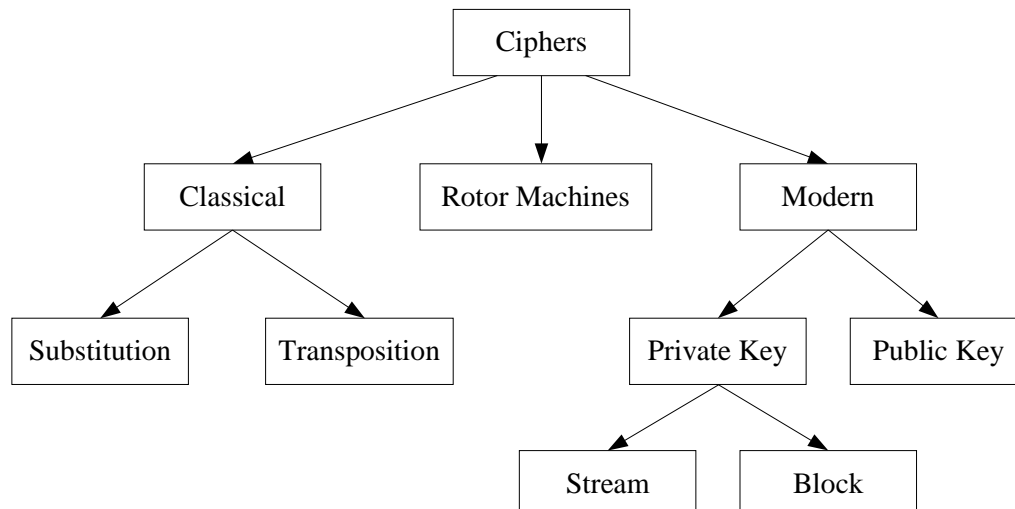 Ciphers
Classical
Rotor Machines
Modern
Substitution
Transposition
Private Key
Public Key
Stream
Block